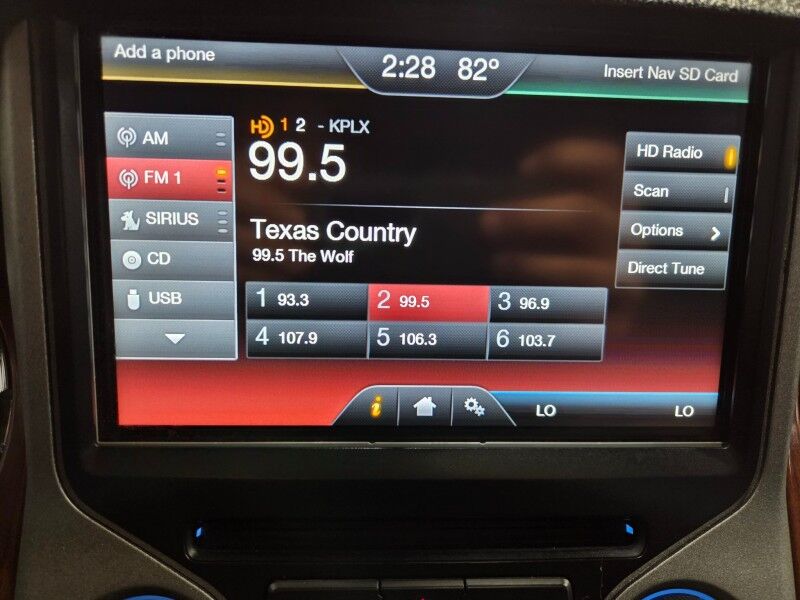 Add a phone
2:28 82°
Insert Nav SD Card
AM
FM 1
SIRIUS
CD
USB
HD 1 2 - KPLX
99.5
Texas Country
99.5 The Wolf
1 93.3
2 99.5
3 96.9
4 107.9
5 106.3
6 103.7
HD Radio
Scan
Options
Direct Tune
i
LO
LO